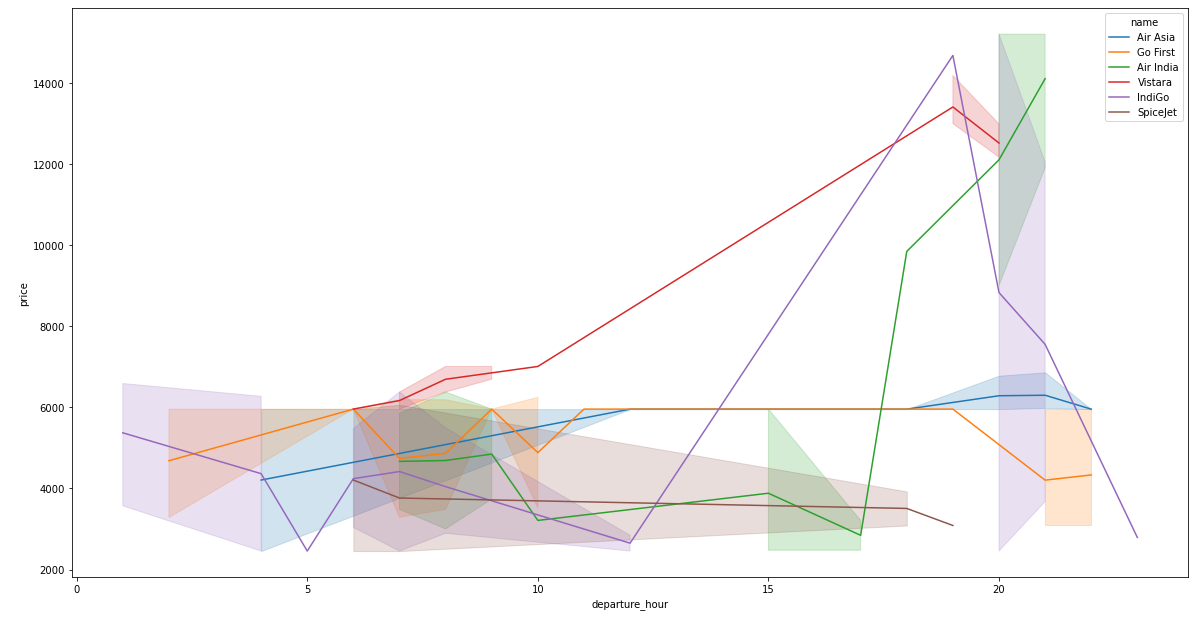 name
Air Asia
Go First
Air India
Vistara
IndiGo
SpiceJet
price
14000
12000
10000
8000
6000
4000
2000
0 5 10 15 20
departure_hour